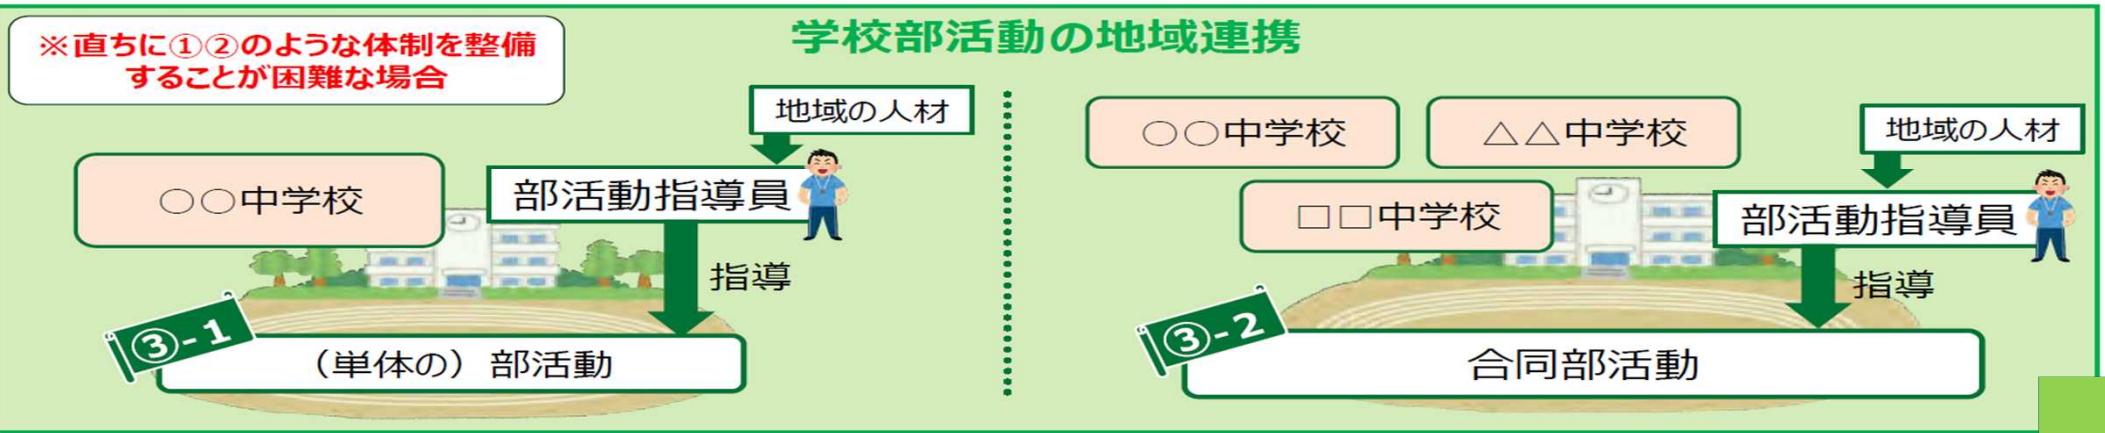 学校部活動の地域連携
※直ちに①②のような体制を整備
することが困難な場合
地域の人材
○○中学校
部活動指導員
指導
③-1
（単体の）部活動
○○中学校
△△中学校
地域の人材
□□中学校
部活動指導員
指導
③-2
合同部活動